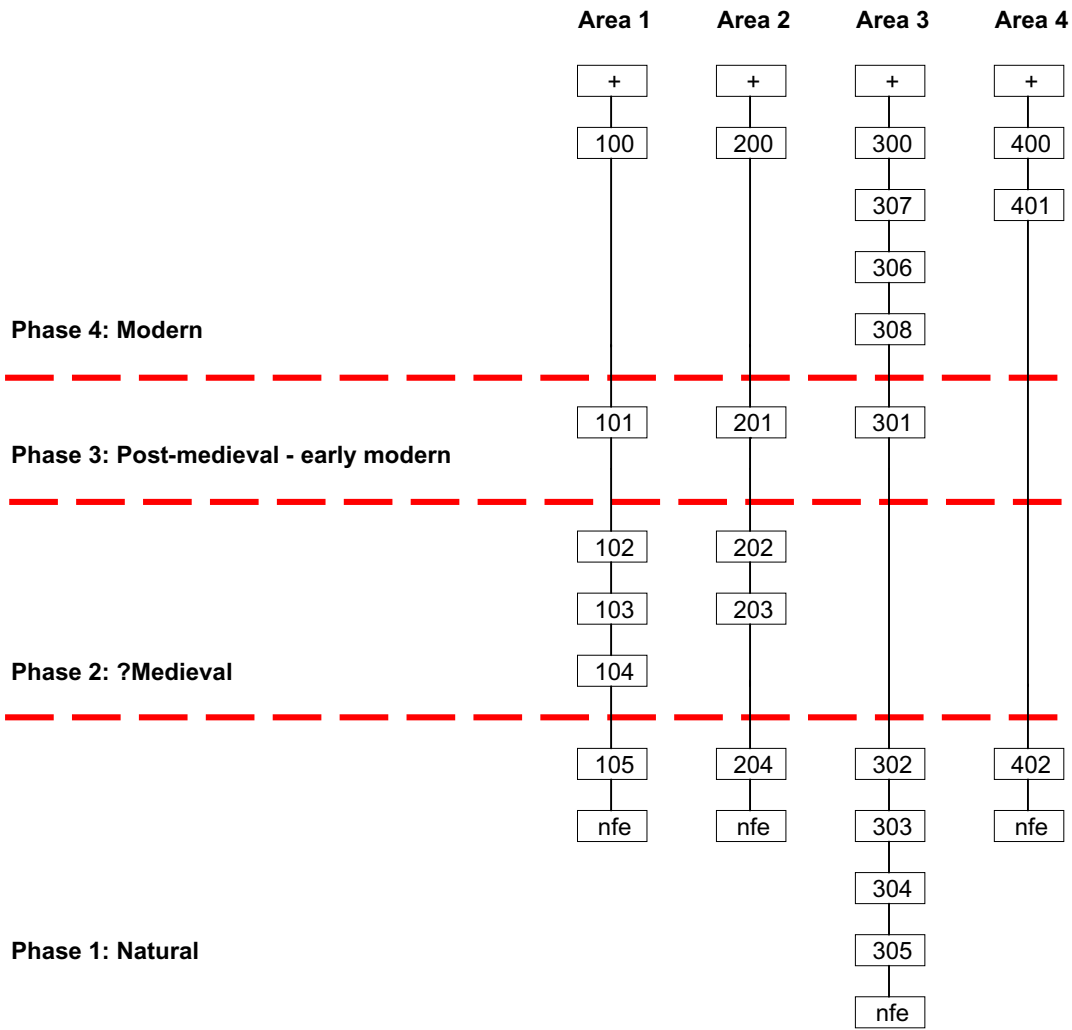 Area 1 Area 2 Area 3 Area 4
+ + + +
100 200 300 400
307 401
306
Phase 4: Modern 308
101 201 301
Phase 3: Post-medieval - early modern
102 202
103 203
Phase 2: ?Medieval 104
105 204 302 402
nfe nfe 303 nfe
304
Phase 1: Natural 305
nfe